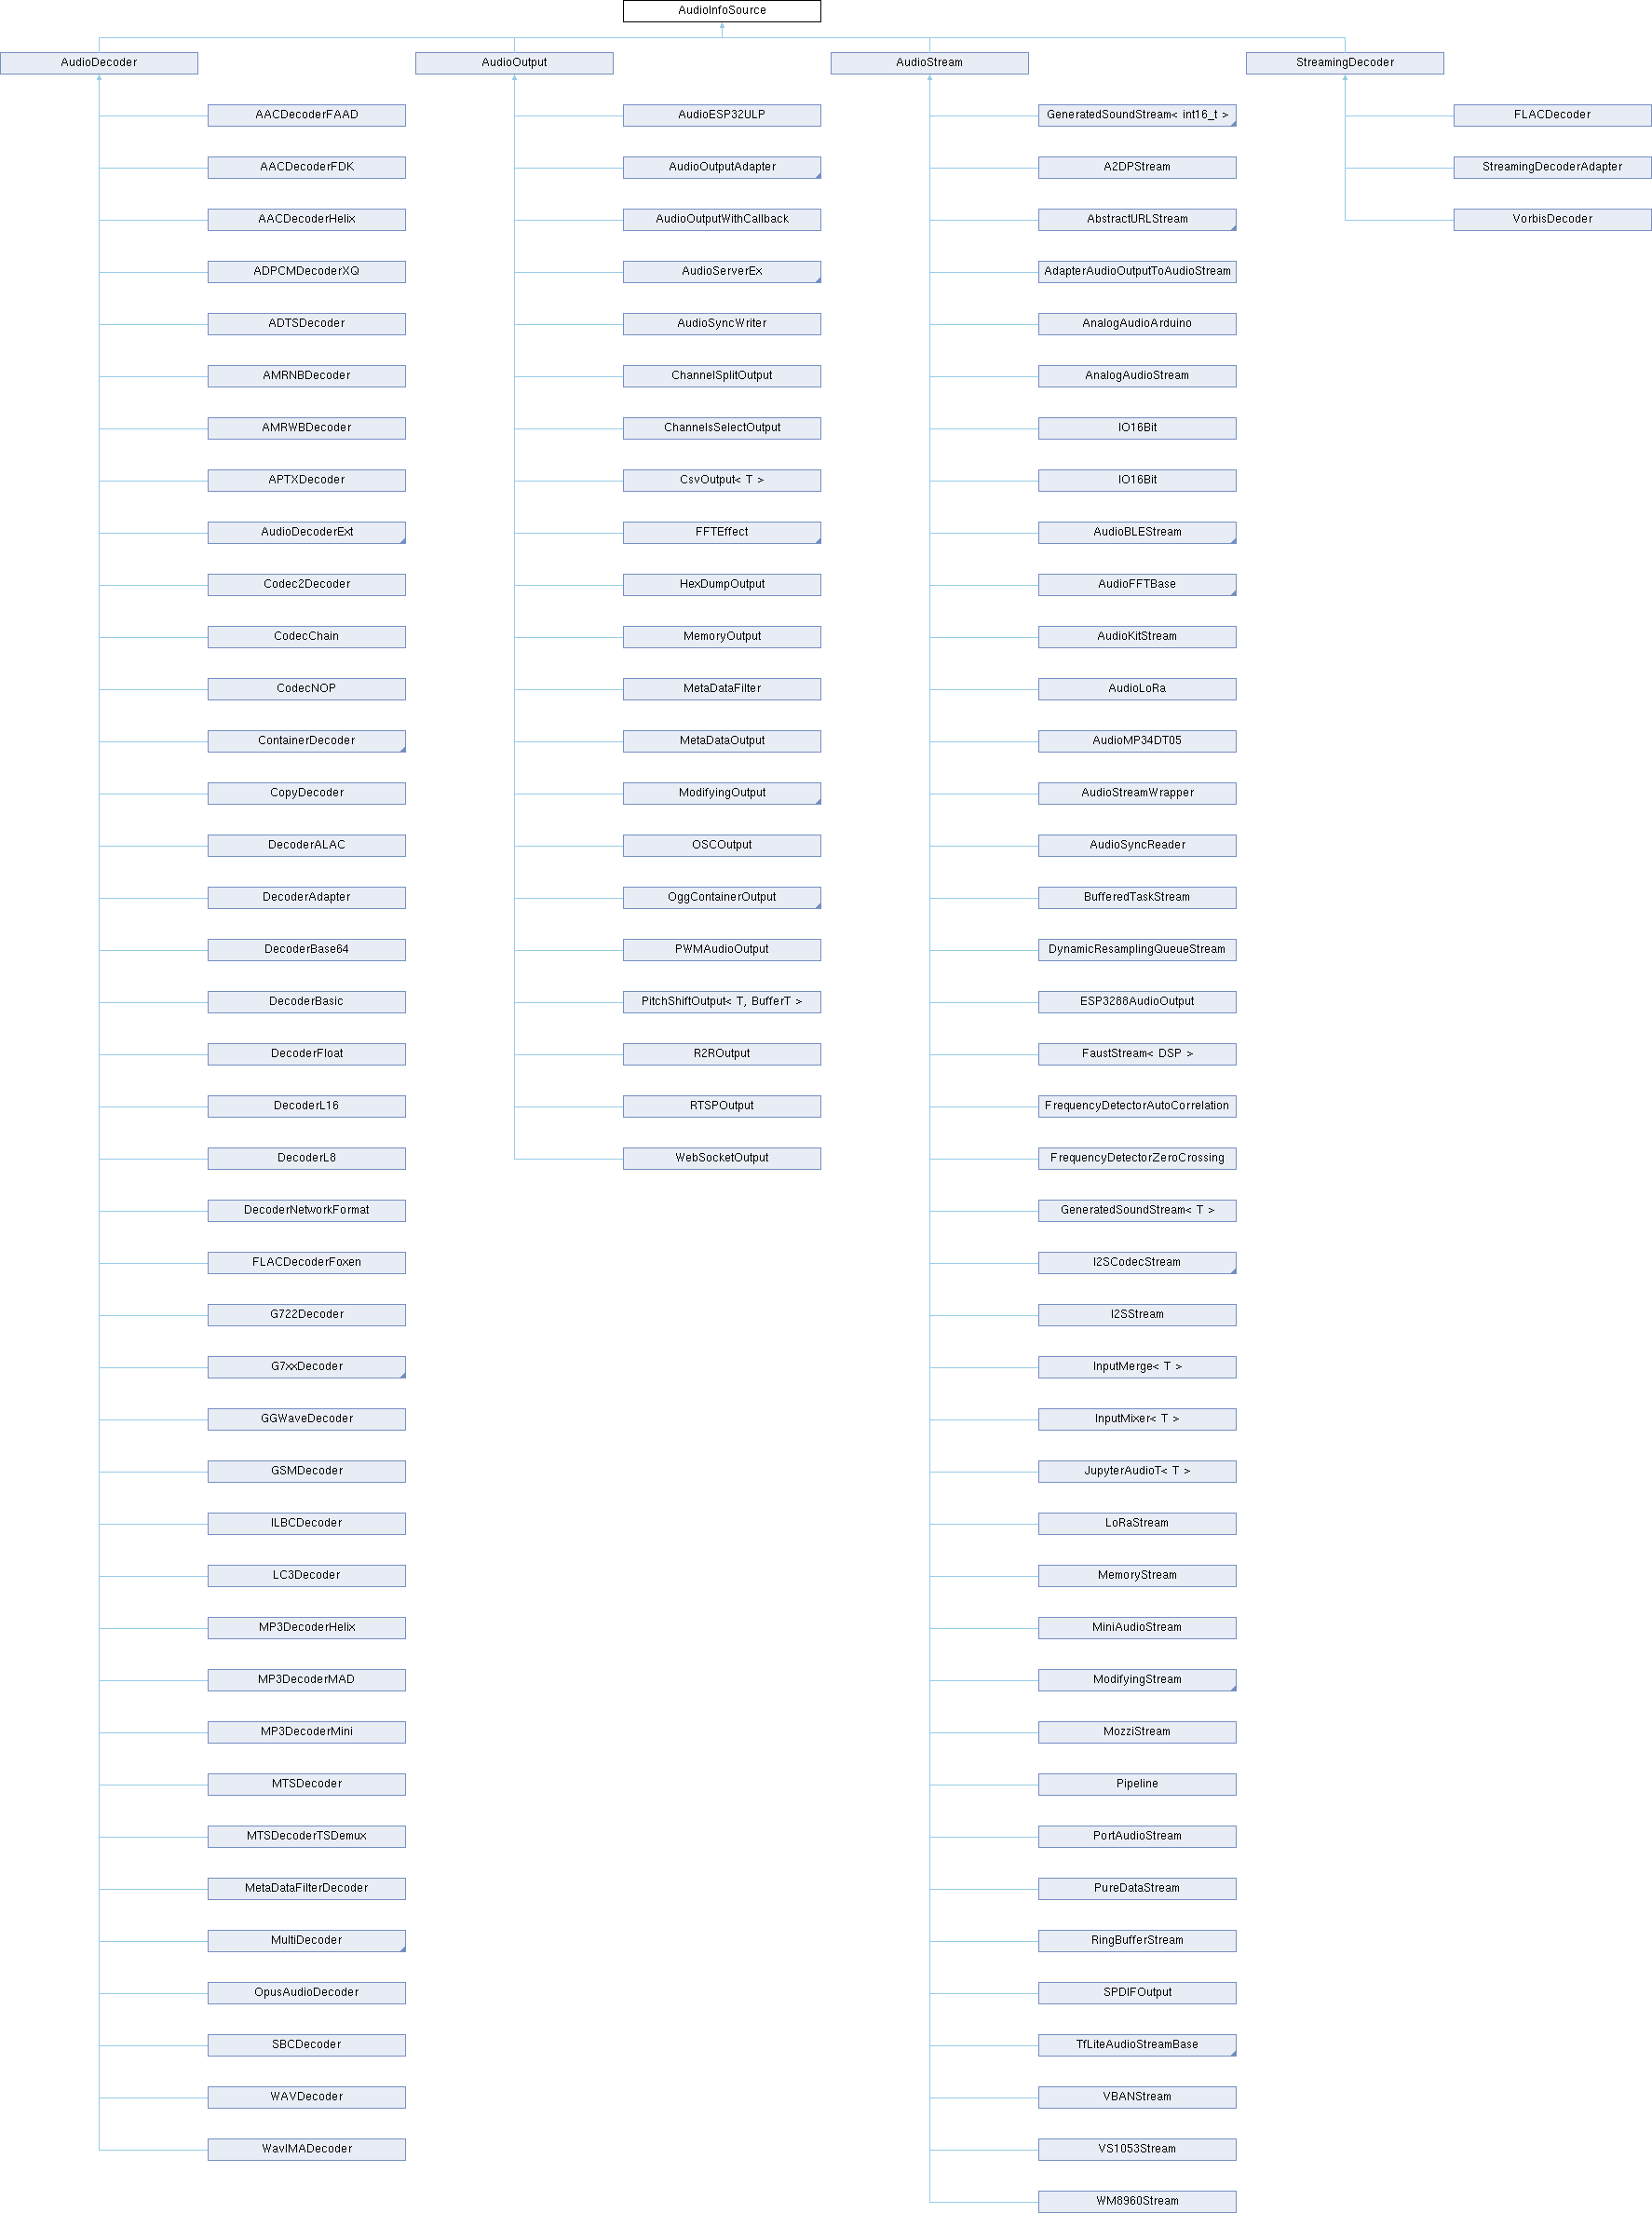 AudioInfoSource
AudioDecoder
AudioOutput
AudioStream
StreamingDecoder
AACDecoderFAAD
AACDecoderFDK
AACDecoderHelix
ADPCMDecoderXQ
ADTSDecoder
AMRNBDecoder
AMRWBDecoder
APTXDecoder
AudioDecoderExt
Codec2Decoder
CodecChain
CodecNOP
ContainerDecoder
CopyDecoder
DecoderALAC
DecoderAdapter
DecoderBase64
DecoderBasic
DecoderFloat
DecoderL16
DecoderL8
DecoderNetworkFormat
FLACDecoderFoxen
G722Decoder
G7xxDecoder
GGWaveDecoder
GSMDecoder
ILBCDecoder
LC3Decoder
MP3DecoderHelix
MP3DecoderMAD
MP3DecoderMini
MTSDecoder
MTSDecoderTSDemux
MetaDataFilterDecoder
MultiDecoder
OpusAudioDecoder
SBCDecoder
WAVDecoder
WavIMADecoder
AudioESP32ULP
AudioOutputAdapter
AudioOutputWithCallback
AudioServerEx
AudioSyncWriter
ChannelSplitOutput
ChannelsSelectOutput
CsvOutput< T >
FFTEffect
HexDumpOutput
MemoryOutput
MetaDataFilter
MetaDataOutput
ModifyingOutput
OSCOutput
OggContainerOutput
PWMAudioOutput
PitchShiftOutput< T, BufferT >
R2ROutput
RTSPOutput
WebSocketOutput
GeneratedSoundStream< int16_t >
A2DPStream
AbstractURLStream
AdapterAudioOutputToAudioStream
AnalogAudioArduino
AnalogAudioStream
IO16Bit
IO16Bit
AudioBLEStream
AudioFFTBase
AudioKitStream
AudioLoRa
AudioMP34DT05
AudioStreamWrapper
AudioSyncReader
BufferedTaskStream
DynamicResamplingQueueStream
ESP3288AudioOutput
FaustStream< DSP >
FrequencyDetectorAutoCorrelation
FrequencyDetectorZeroCrossing
GeneratedSoundStream< T >
I2SCodecStream
I2SStream
InputMerge< T >
InputMixer< T >
JupyterAudioT< T >
LoRaStream
MemoryStream
MiniAudioStream
ModifyingStream
MozziStream
Pipeline
PortAudioStream
PureDataStream
RingBufferStream
SPDIFOutput
TfLiteAudioStreamBase
VBANStream
VS1053Stream
WM8960Stream
FLACDecoder
StreamingDecoderAdapter
VorbisDecoder